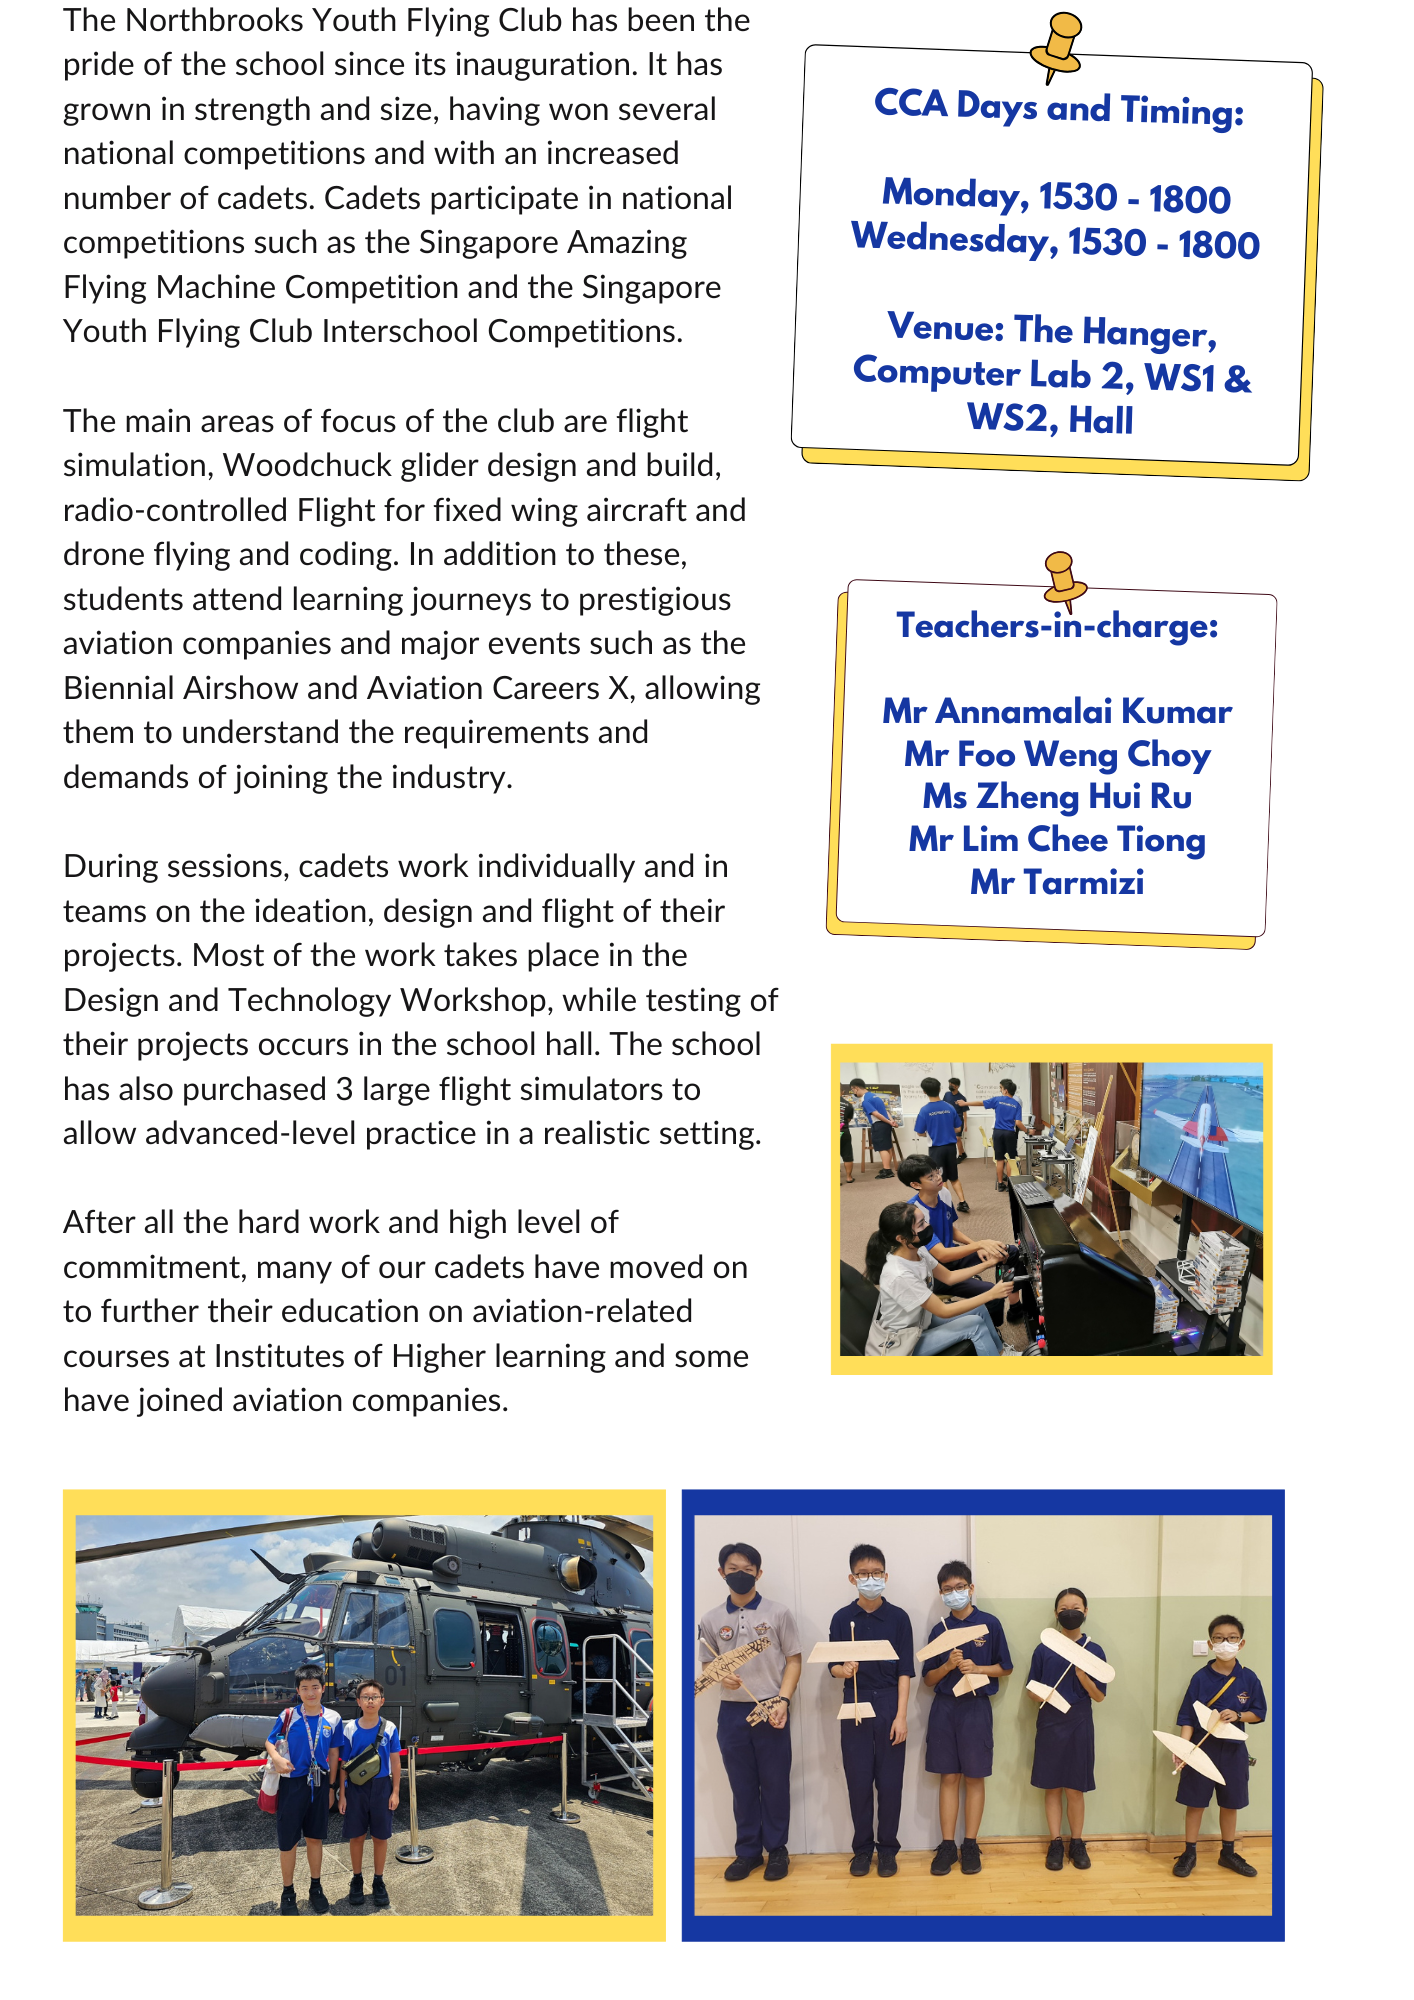 The Northbrooks Youth Flying Club has been the
pride of the school since its inauguration. It has
grown in strength and size, having won several
national competitions and with an increased
number of cadets. Cadets participate in national
competitions such as the Singapore Amazing
Flying Machine Competition and the Singapore
Youth Flying Club Interschool Competitions.
The main areas of focus of the club are flight
simulation, Woodchuck glider design and build,
radio-controlled Flight for fixed wing aircraft and
drone flying and coding. In addition to these,
students attend learning journeys to prestigious
aviation companies and major events such as the
Biennial Airshow and Aviation Careers X, allowing
them to understand the requirements and
demands of joining the industry.
During sessions, cadets work individually and in
teams on the ideation, design and flight of their
projects. Most of the work takes place in the
Design and Technology Workshop, while testing of
their projects occurs in the school hall. The school
has also purchased 3 large flight simulators to
allow advanced-level practice in a realistic setting.
After all the hard work and high level of
commitment, many of our cadets have moved on
to further their education on aviation-related
courses at Institutes of Higher learning and some
have joined aviation companies.
CCA Days and Timing:
Monday, 1530 - 1800
Wednesday, 1530 - 1800
Venue: The Hanger,
Computer Lab 2, WS1 &
WS2, Hall
Teachers-in-charge:
Mr Annamalai Kumar
Mr Foo Weng Choy
Ms Zheng Hui Ru
Mr Lim Chee Tiong
Mr Tarmizi
01